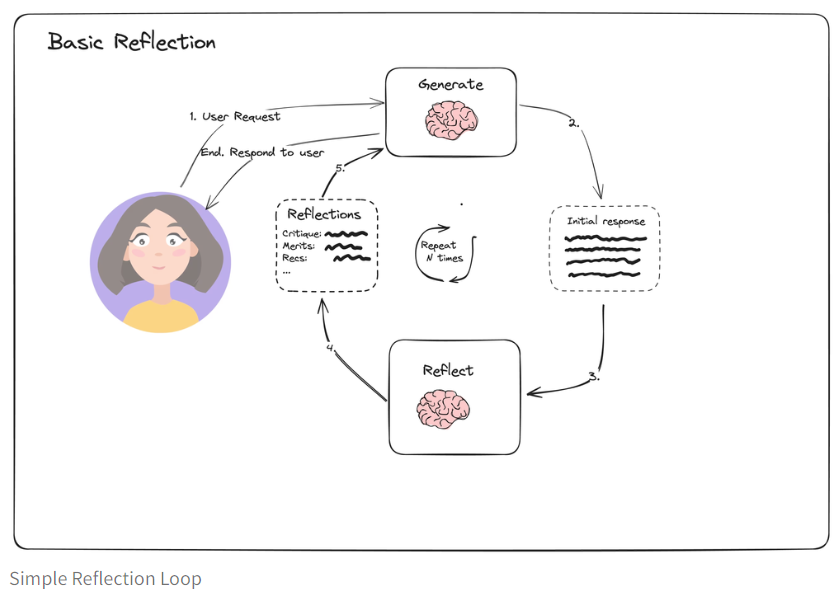 Basic Reflection
Generate
1. User Request
2.
End. Respond to user
5.
Reflections
Critique:
Merits:
Recs:
...
Repeat
N times
Initial response
4.
Reflect
3.
Simple Reflection Loop